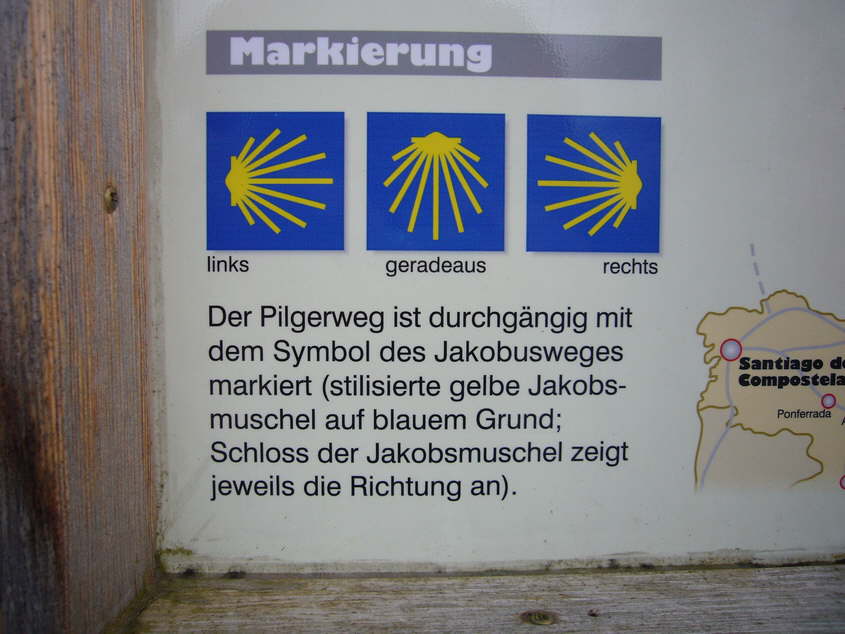 Markierung
links
geradeaus
rechts
Der Pilgerweg ist durchgängig mit
dem Symbol des Jakobusweges
markiert (stilisierte gelbe Jakobs-
muschel auf blauem Grund;
Schloss der Jakobsmuschel zeigt
jeweils die Richtung an).
Santiago de
Compostela
Ponferrada